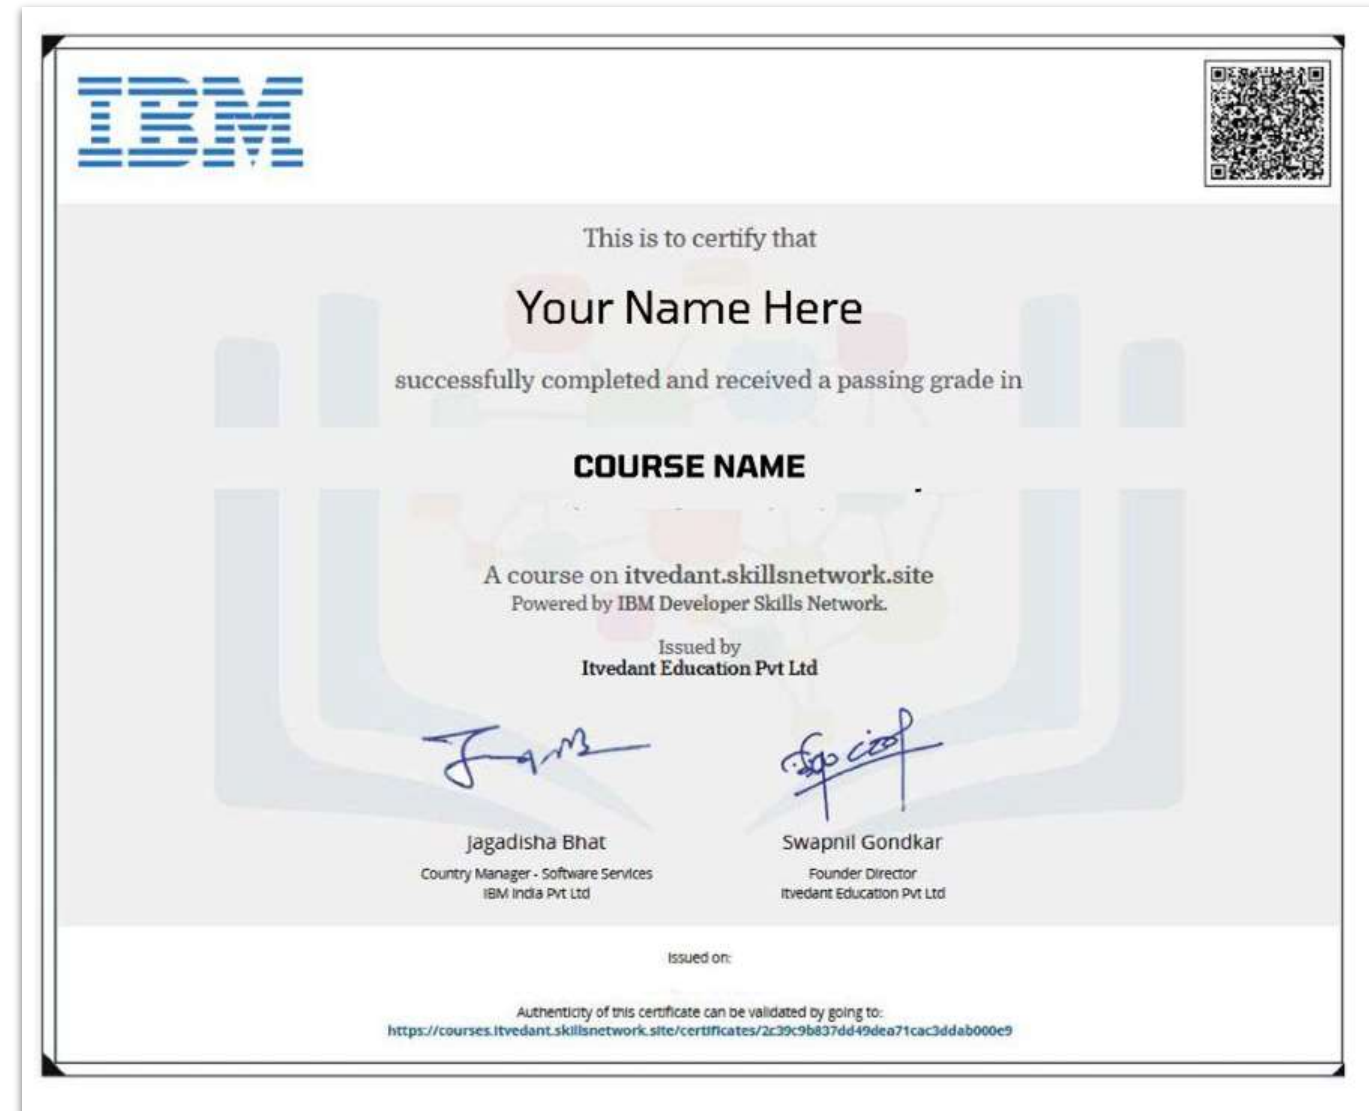 IBM
This is to certify that
Your Name Here
successfully completed and received a passing grade in
COURSE NAME
A course on itvedant.skillsnetwork.site
Powered by IBM Developer Skills Network.
Issued by
Itvedant Education Pvt Ltd
Jagadisha Bhat
Country Manager - Software Services
IBM India Pvt Ltd
Swapnil Gondkar
Founder Director
Itvedant Education Pvt Ltd
Issued on:
Authenticity of this certificate can be validated by going to:
https://courses.itvedant.skillsnetwork.site/certificates/2c39c9b837dd49dea71cac3ddab000e9